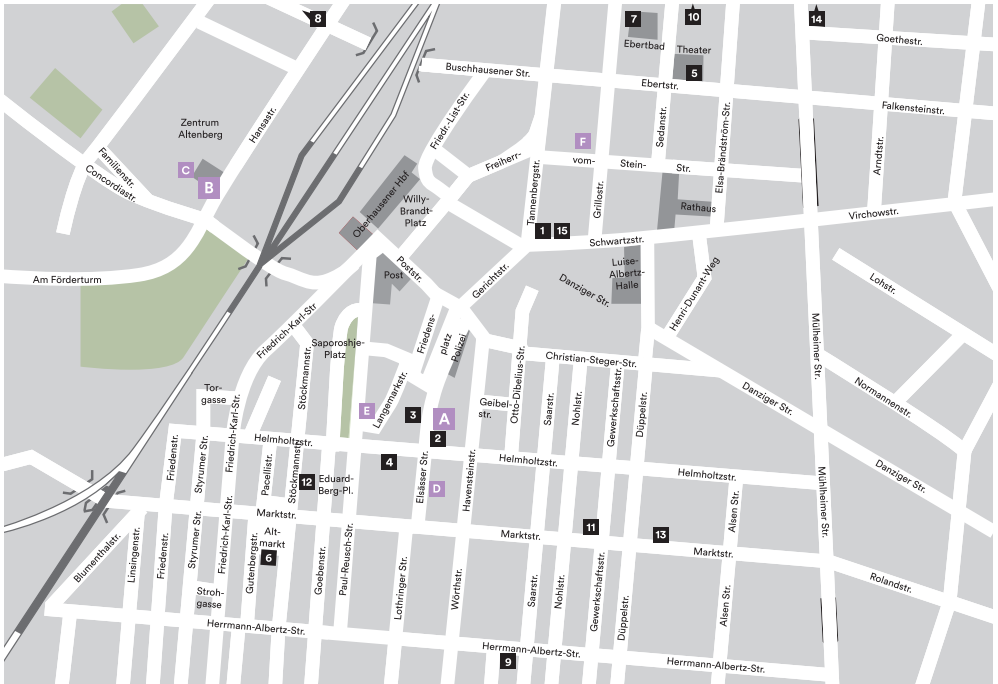 8
7
10
14
Ebertbad
Theater
Goethestr.
5
Buschhausener Str.
Ebertstr.
Falkensteinstr.
Zentrum
Altenberg
Hansastr.
Friedr.-List-Str.
Sedanstr.
Elsa-Brändström-Str.
Arndtstr.
F
Familienstr.
Concordiastr.
C
B
Freiherr-
vom-
Stein-
Str.
Oberhausener Hbf
Willy-
Brandt-
Platz
Tannenbergstr.
Grillostr.
Rathaus
Virchowstr.
1
15
Schwartzstr.
Am Förderturm
Post
Poststr.
Gerichtstr.
Luise-
Albertz-
Halle
Danziger Str.
Henri-Dunant-Weg
Lohstr.
Friedrich-Karl-Str
Saporoshje-
Platz
Friedens-
platz
Polizei
Mülheimer Str.
Christian-Steger-Str.
Stöckmannstr.
Langemarkstr.
Otto-Dibelius-Str.
Saarstr.
Nohlstr.
Gewerkschaftsstr.
Düppelstr.
Danziger Str.
Normannenstr.
Tor-
gasse
Friedrich-Karl-Str.
E
3
A
Geibel-
str.
2
Helmholtzstr.
Friedenstr.
Styrumer Str.
Pacellistr.
Stöckmannstr.
12
Eduard-
Berg-Pl.
4
Elsässer Str.
D
Havensteinstr.
Helmholtzstr.
Helmholtzstr.
Mühlheimer Str.
Danziger Str.
Marktstr.
Alsen Str.
11
13
Marktstr.
Marktstr.
Blumenthalstr.
Linsingenstr.
Friedenstr.
Styrumer Str.
Friedrich-Karl-Str.
Gutenbergstr.
Alt-
markt
6
Goebenstr.
Paul-Reusch-Str.
Lothringer Str.
Wörthstr.
Saarstr.
Nohlstr.
Gewerkschaftsstr.
Düppelstr.
Alsen Str.
Rolandstr.
Stroh-
gasse
Herrmann-Albertz-Str.
Herrmann-Albertz-Str.
9
Herrmann-Albertz-Str.